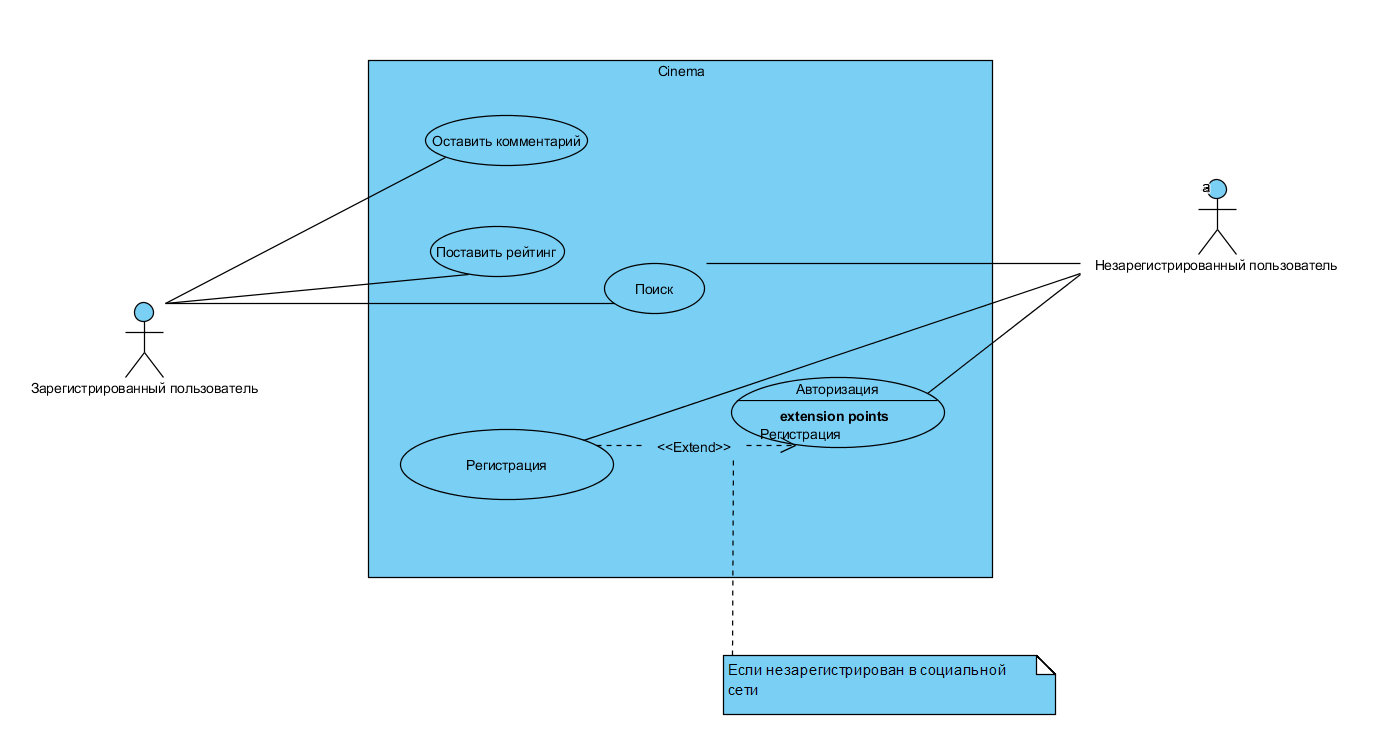 Cinema
Оставить комментарий
a
Поставить рейтинг
Незарегистрированный пользователь
Поиск
Зарегистрированный пользователь
Авторизация
extension points
Регистрация
<<Extend>>
Регистрация
Если незарегистрирован в социальной
сети